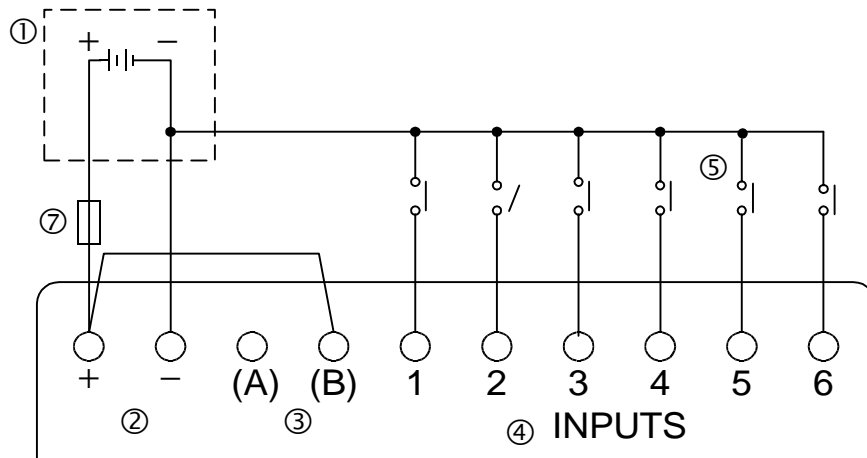 ① + −
⑤
⑦
+ − (A) (B) 1 2 3 4 5 6
② ③ ④ INPUTS